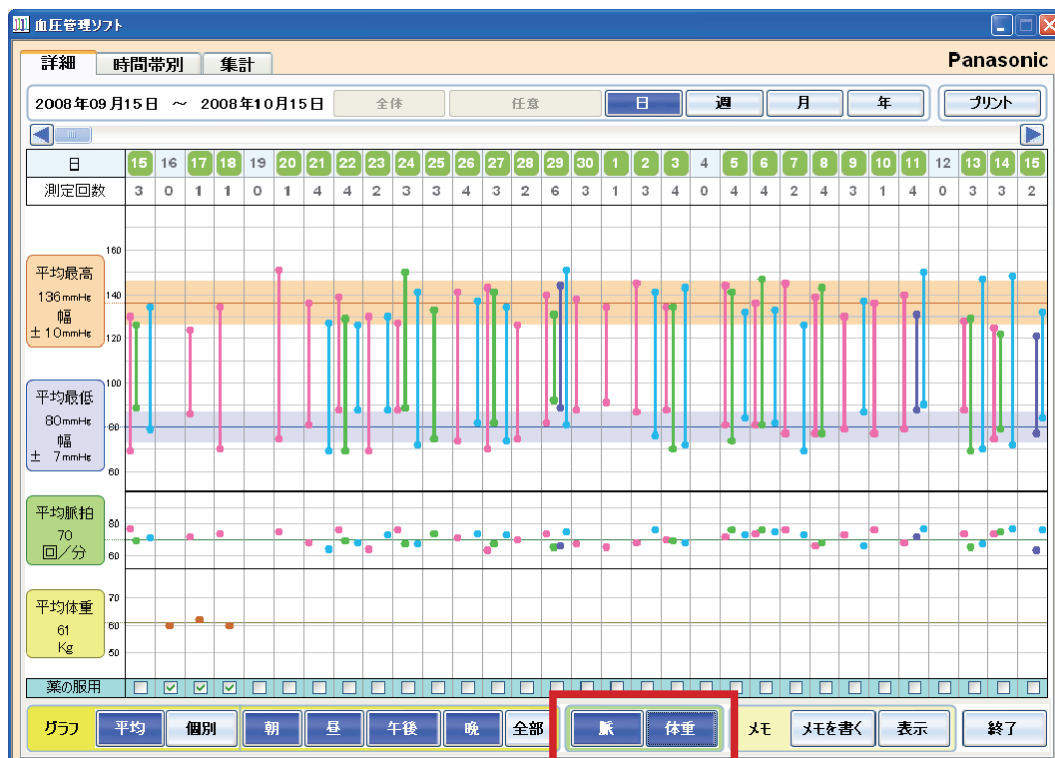 血圧管理ソフト
詳細 時間帯別 集計 Panasonic
2008年09月15日 ～ 2008年10月15日 全体 任意 日 週 月 年 プリント
日 15 16 17 18 19 20 21 22 23 24 25 26 27 28 29 30 1 2 3 4 5 6 7 8 9 10 11 12 13 14 15
測定回数 3 0 1 1 0 1 4 4 2 3 3 4 3 2 6 3 1 3 4 0 4 4 2 4 3 1 4 0 3 3 2
160
平均最高
136mmHg 140
幅
±10mmHg 120
100
平均最低
80mmHg 80
幅
± 7mmHg
60
平均脈拍 80
70
回/分 60
70
平均体重
61 60
Kg
50
薬の服用
グラフ 平均 個別 朝 昼 午後 晩 全部 脈 体重 メモ メモを書く 表示 終了